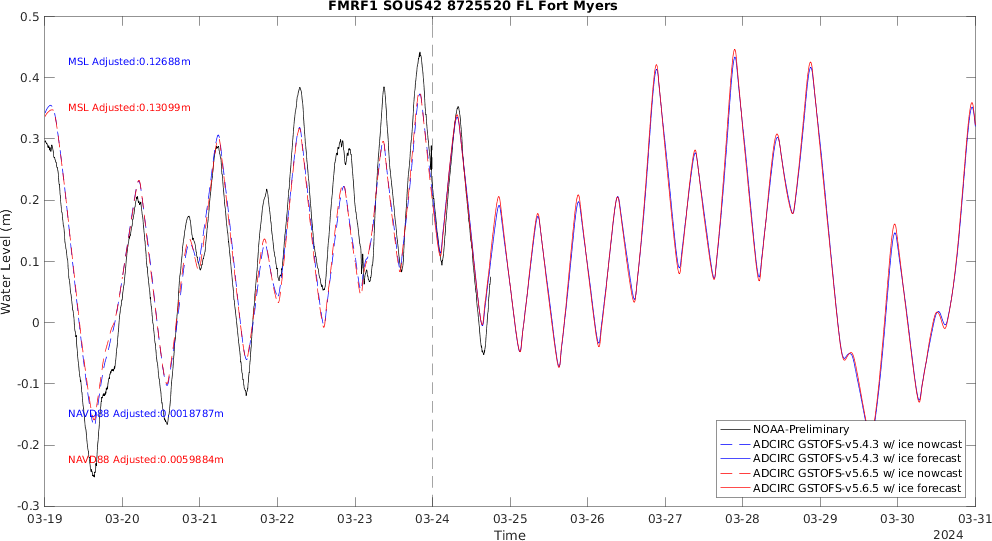 FMRF1 SOUS42 8725520 FL Fort Myers
0.5
0.4
0.3
0.2
0.1
0
-0.1
-0.2
-0.3
Water Level (m)
MSL Adjusted:0.12688m
MSL Adjusted:0.13099m
NAVD88 Adjusted:0.0018787m
NAVD88 Adjusted:0.0059884m
NOAA-Preliminary
ADCIRC GSTOFS-v5.4.3 w/ ice nowcast
ADCIRC GSTOFS-v5.4.3 w/ ice forecast
ADCIRC GSTOFS-v5.6.5 w/ ice nowcast
ADCIRC GSTOFS-v5.6.5 w/ ice forecast
03-19 03-20 03-21 03-22 03-23 03-24 03-25 03-26 03-27 03-28 03-29 03-30 03-31
Time
2024